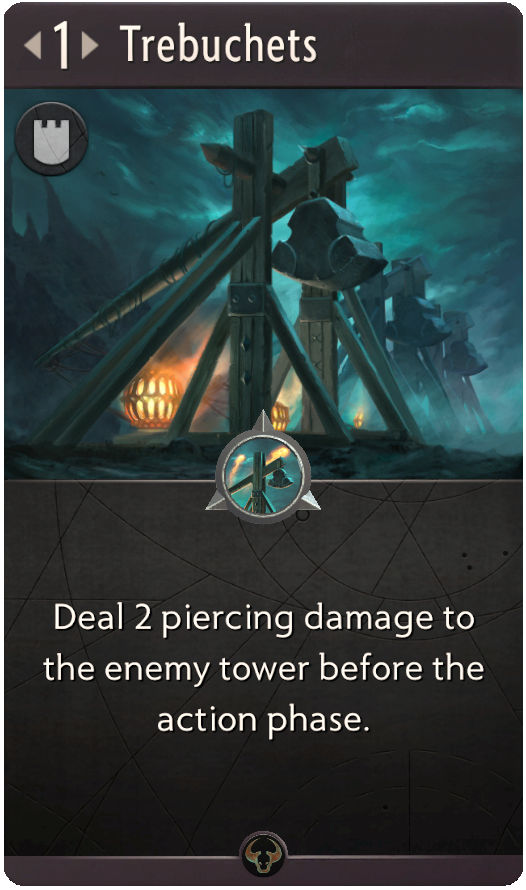 1 Trebuchets
Deal 2 piercing damage to
the enemy tower before the
action phase.